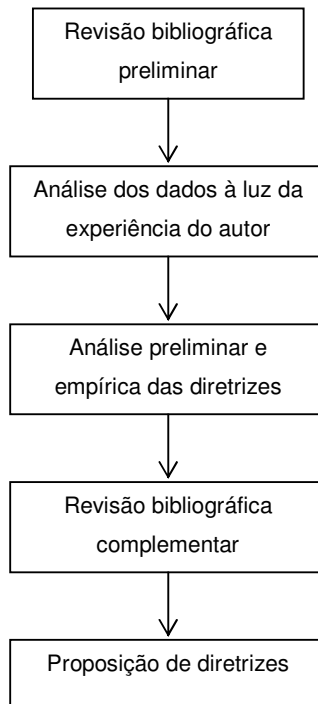 Revisão bibliográfica
preliminar
Análise dos dados à luz da
experiência do autor
Análise preliminar e
empírica das diretrizes
Revisão bibliográfica
complementar
Proposição de diretrizes